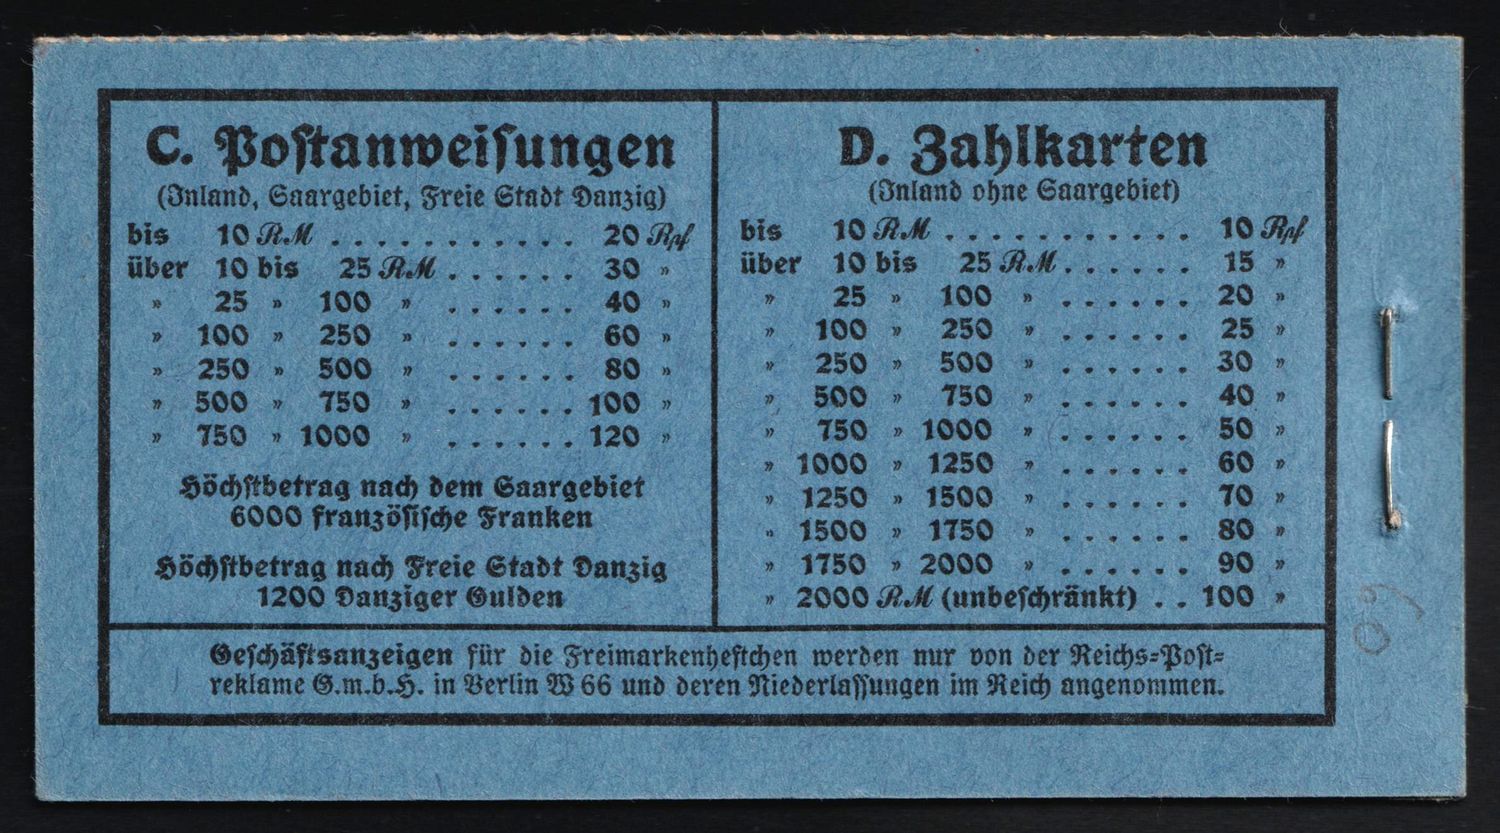 C. Postanweisungen
(Inland, Saargebiet, Freie Stadt Danzig)
bis 10 RM . . . . . . . . . . . 20 Rpf
über 10 bis 25 RM . . . . . . 30 "
" 25 " 100 " . . . . . . 40 "
" 100 " 250 " . . . . . . 60 "
" 250 " 500 " . . . . . . 80 "
" 500 " 750 " . . . . . . 100 "
" 750 " 1000 " . . . . . . 120 "
Höchstbetrag nach dem Saargebiet
6000 französische Franken
Höchstbetrag nach Freie Stadt Danzig
1200 Danziger Gulden
D. Zahlkarten
(Inland ohne Saargebiet)
bis 10 RM . . . . . . . . . . . 10 Rpf
über 10 bis 25 RM . . . . . . 15 "
" 25 " 100 " . . . . . . 20 "
" 100 " 250 " . . . . . . 25 "
" 250 " 500 " . . . . . . 30 "
" 500 " 750 " . . . . . . 40 "
" 750 " 1000 " . . . . . . 50 "
" 1000 " 1250 " . . . . . . 60 "
" 1250 " 1500 " . . . . . . 70 "
" 1500 " 1750 " . . . . . . 80 "
" 1750 " 2000 " . . . . . . 90 "
" 2000 RM (unbeschränkt) . . 100 "
Geschäftsanzeigen für die Freimarkenheftchen werden nur von der Reichs-Post-
reklame G.m.b.H. in Berlin W 66 und deren Niederlassungen im Reich angenommen.